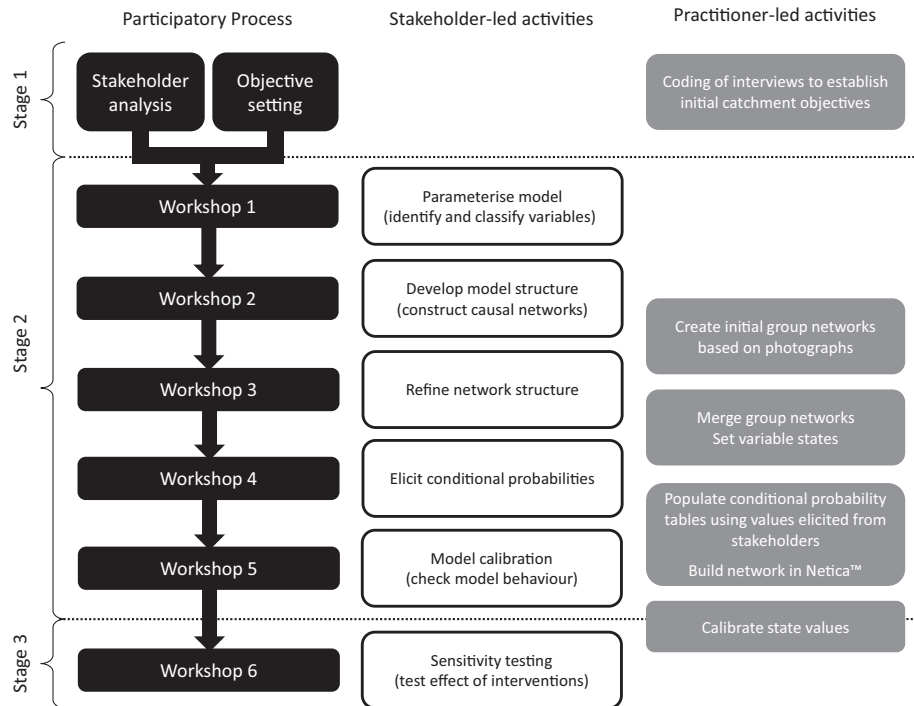 Participatory Process
Stakeholder-led activities
Practitioner-led activities
Stage 1
Stakeholder
analysis
Objective
setting
Coding of interviews to establish
initial catchment objectives
Stage 2
Workshop 1
Parameterise model
(identify and classify variables)
Workshop 2
Develop model structure
(construct causal networks)
Create initial group networks
based on photographs
Workshop 3
Refine network structure
Merge group networks
Set variable states
Workshop 4
Elicit conditional probabilities
Populate conditional probability
tables using values elicited from
stakeholders
Build network in Netica™
Workshop 5
Model calibration
(check model behaviour)
Calibrate state values
Stage 3
Workshop 6
Sensitivity testing
(test effect of interventions)